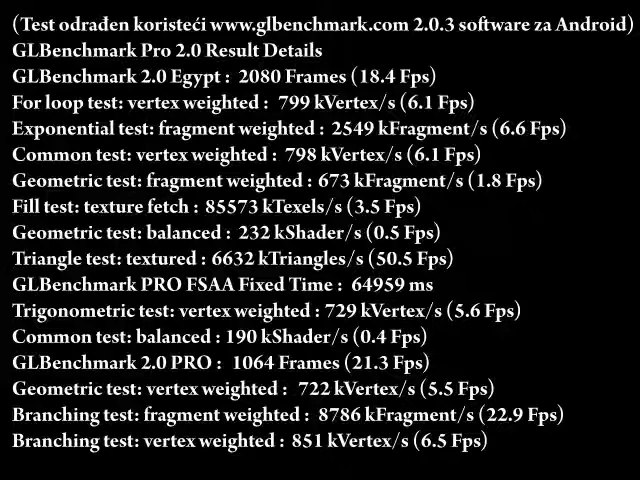 (Test odrađen koristeći www.glbenchmark.com 2.0.3 software za Android)
GLBenchmark Pro 2.0 Result Details
GLBenchmark 2.0 Egypt : 2080 Frames (18.4 Fps)
For loop test: vertex weighted : 799 kVertex/s (6.1 Fps)
Exponential test: fragment weighted : 2549 kFragment/s (6.6 Fps)
Common test: vertex weighted : 798 kVertex/s (6.1 Fps)
Geometric test: fragment weighted : 673 kFragment/s (1.8 Fps)
Fill test: texture fetch : 85573 kTexels/s (3.5 Fps)
Geometric test: balanced : 232 kShader/s (0.5 Fps)
Triangle test: textured : 6632 kTriangles/s (50.5 Fps)
GLBenchmark PRO FSAA Fixed Time : 64959 ms
Trigonometric test: vertex weighted : 729 kVertex/s (5.6 Fps)
Common test: balanced : 190 kShader/s (0.4 Fps)
GLBenchmark 2.0 PRO : 1064 Frames (21.3 Fps)
Geometric test: vertex weighted : 722 kVertex/s (5.5 Fps)
Branching test: fragment weighted : 8786 kFragment/s (22.9 Fps)
Branching test: vertex weighted : 851 kVertex/s (6.5 Fps)